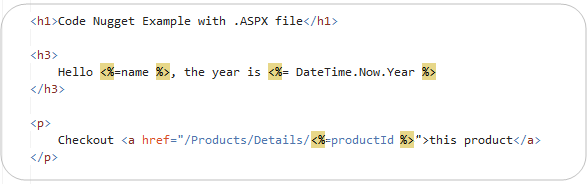 <h1>Code Nugget Example with .ASPX file</h1>
<h3>
Hello <%=name %>, the year is <%= DateTime.Now.Year %>
</h3>
<p>
Checkout <a href="/Products/Details/<%=productId %>">this product</a>
</p>